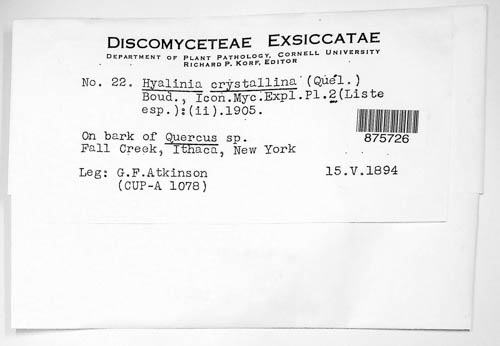 DISCOMYCETEAE EXSICCATAE
DEPARTMENT OF PLANT PATHOLOGY, CORNELL UNIVERSITY
RICHARD P. KORF, EDITOR
No. 22. Hyalinia crystallina (Quél.)
Boud., Icon.Myc.Expl.Pl.2(Liste
esp.):(ii).1905.
875726
On bark of Quercus sp.
Fall Creek, Ithaca, New York
Leg: G.F.Atkinson 15.V.1894
(CUP-A 1078)